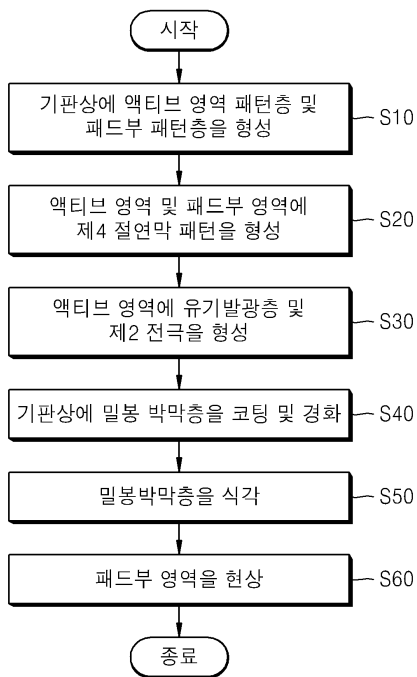 시작
기판상에 액티브 영역 패턴층 및
패드부 패턴층을 형성
S10
액티브 영역 및 패드부 영역에
제4 절연막 패턴을 형성
S20
액티브 영역에 유기발광층 및
제2 전극을 형성
S30
기판상에 밀봉 박막층을 코팅 및 경화
S40
밀봉박막층을 식각
S50
패드부 영역을 현상
S60
종료